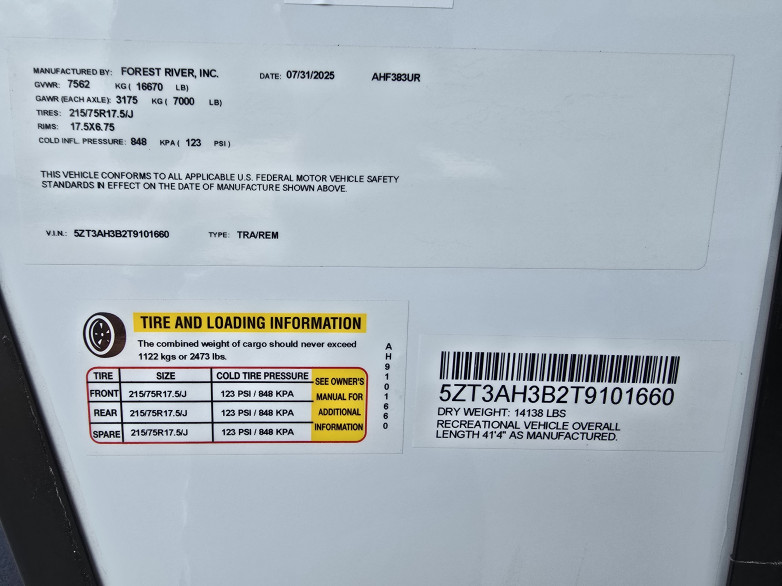 MANUFACTURED BY: FOREST RIVER, INC. DATE: 07/31/2025 AHF383UR
GVWR: 7562 KG ( 16670 LB)
GAWR (EACH AXLE): 3175 KG ( 7000 LB)
TIRES: 215/75R17.5/J
RIMS: 17.5X6.75
COLD INFL. PRESSURE: 848 KPA ( 123 PSI )
THIS VEHICLE CONFORMS TO ALL APPLICABLE U.S. FEDERAL MOTOR VEHICLE SAFETY
STANDARDS IN EFFECT ON THE DATE OF MANUFACTURE SHOWN ABOVE.
V.I.N.: 5ZT3AH3B2T9101660 TYPE: TRA/REM
TIRE AND LOADING INFORMATION
The combined weight of cargo should never exceed
1122 kgs or 2473 lbs.
TIRE SIZE COLD TIRE PRESSURE
FRONT 215/75R17.5/J 123 PSI / 848 KPA
REAR 215/75R17.5/J 123 PSI / 848 KPA
SPARE 215/75R17.5/J 123 PSI / 848 KPA
SEE OWNER'S
MANUAL FOR
ADDITIONAL
INFORMATION
AH9101660
5ZT3AH3B2T9101660
DRY WEIGHT: 14138 LBS
RECREATIONAL VEHICLE OVERALL
LENGTH 41'4" AS MANUFACTURED.